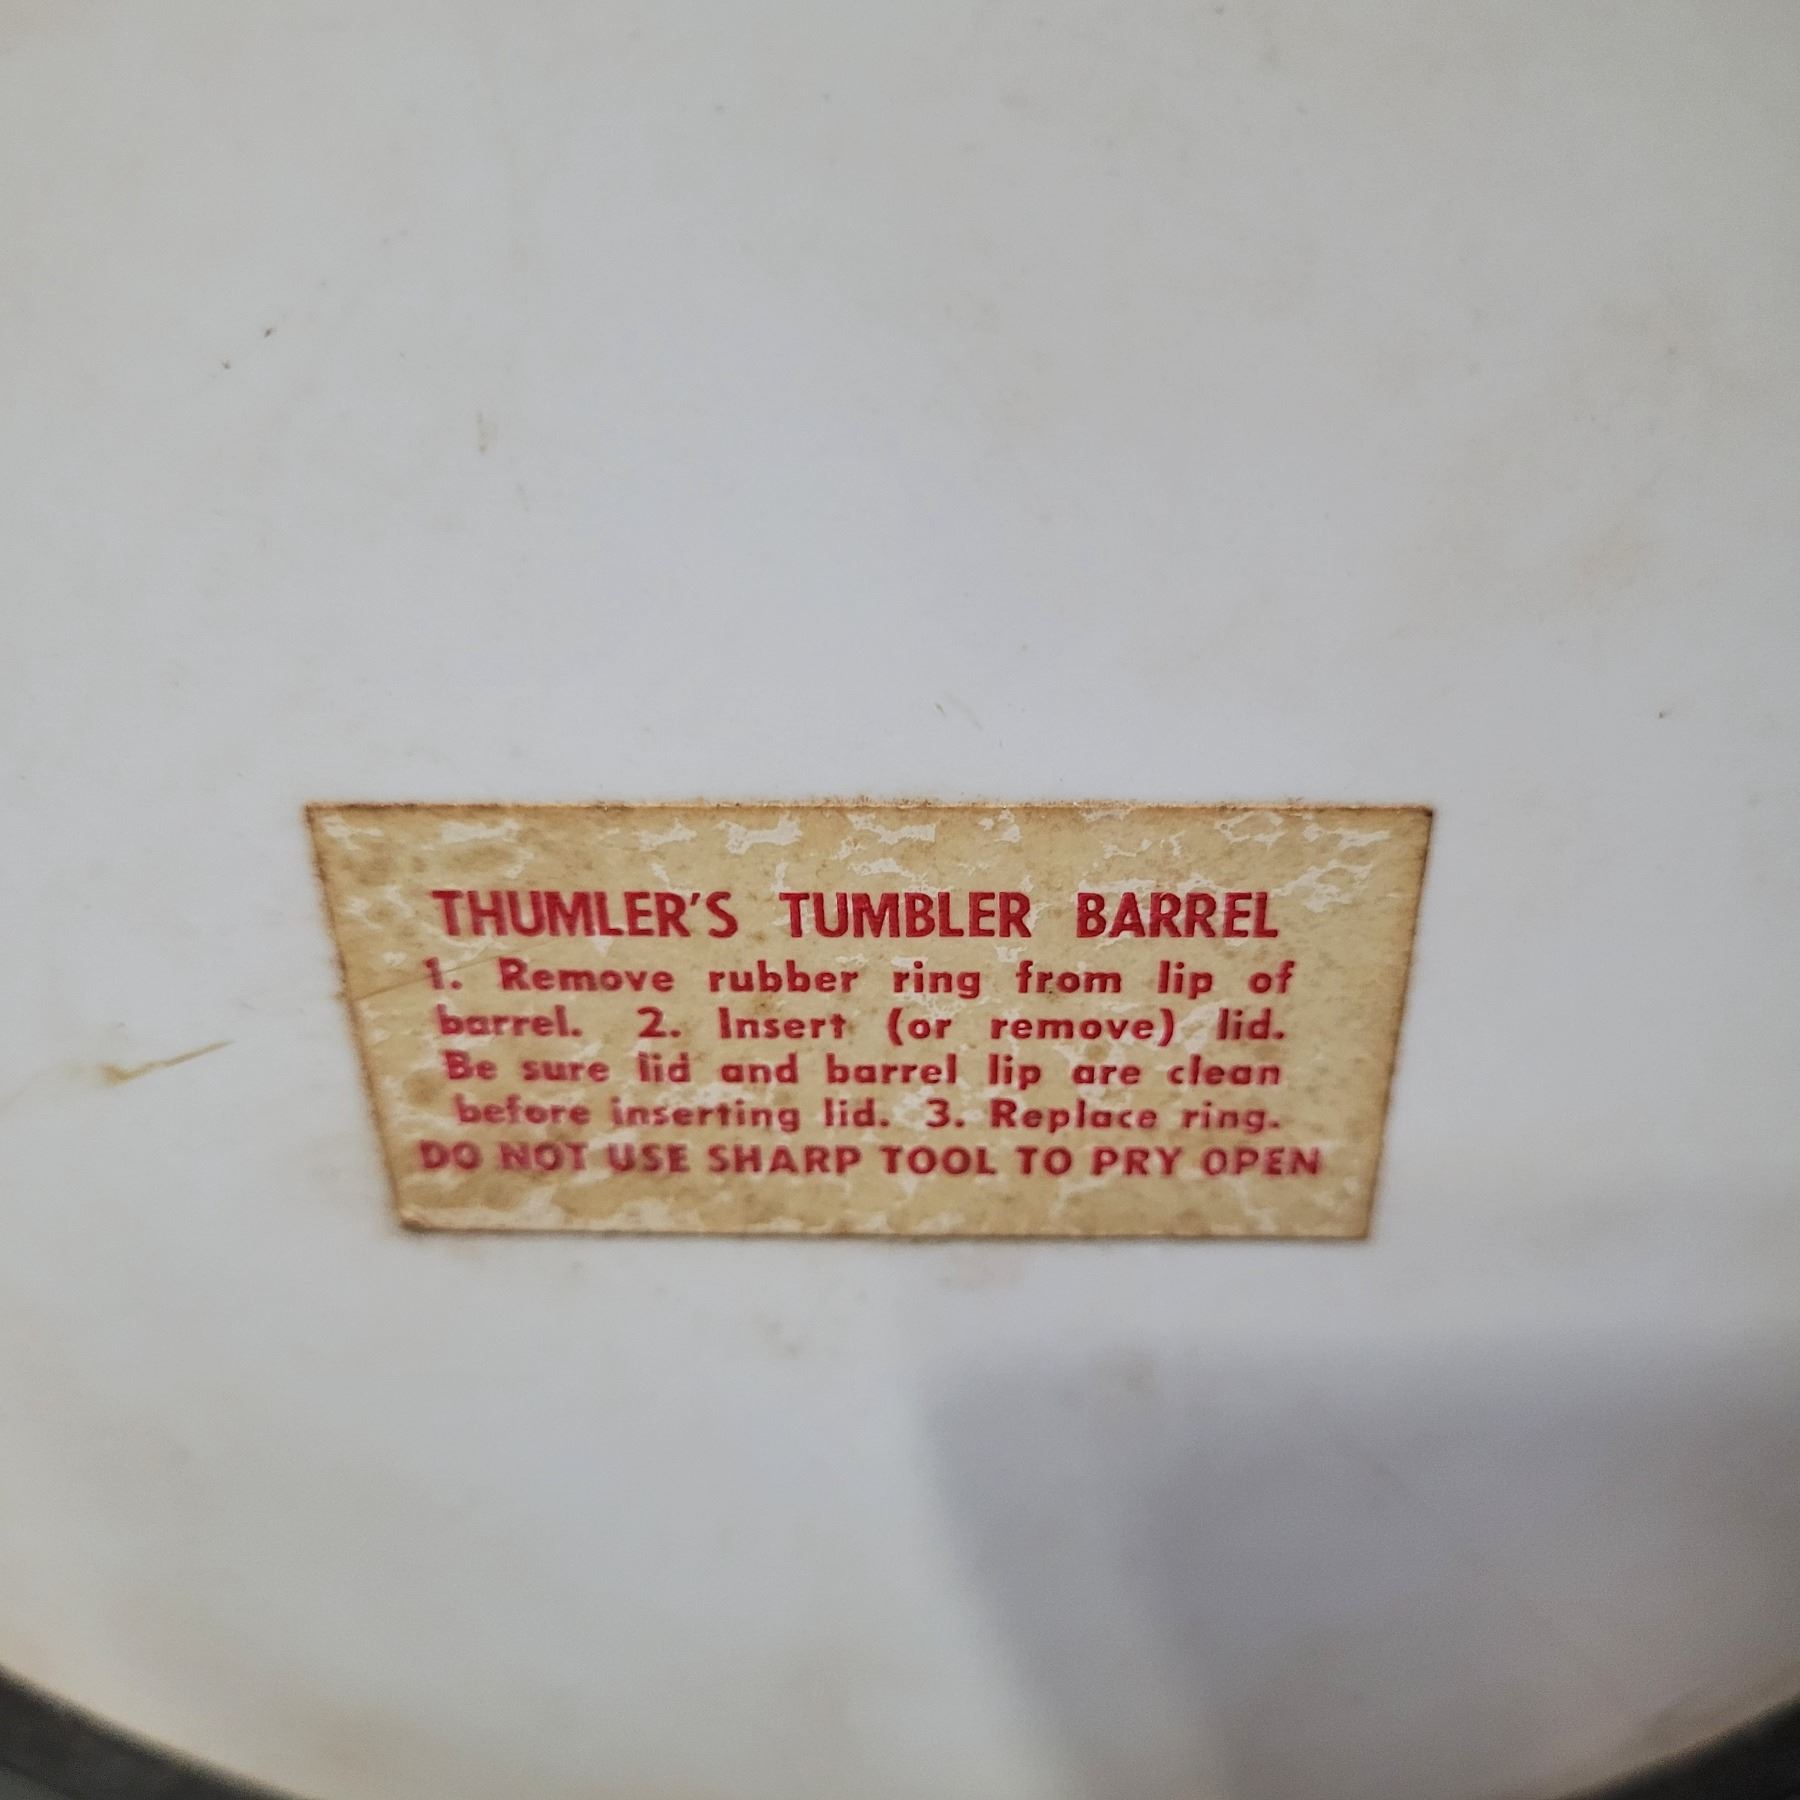 THUMLER'S TUMBLER BARREL
1. Remove rubber ring from lip of
barrel. 2. Insert (or remove) lid.
Be sure lid and barrel lip are clean
before inserting lid. 3. Replace ring.
DO NOT USE SHARP TOOL TO PRY OPEN